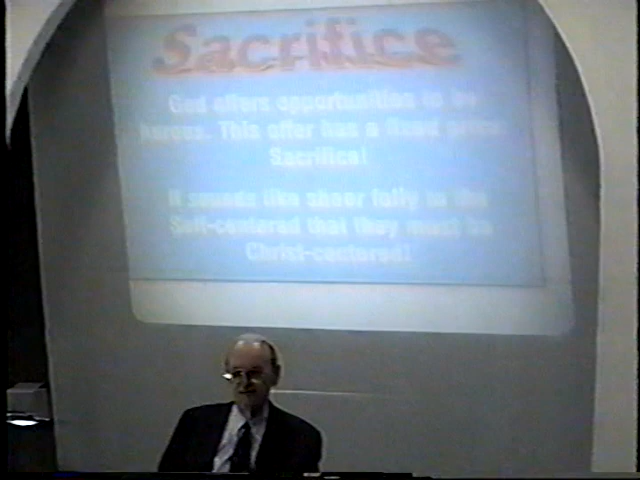 Sacrifice
God offers opportunities to be
heroes. This offer has a fixed price
Sacrifice!
It sounds like sheer folly to the
Self-centered that they must be
Christ-centered!